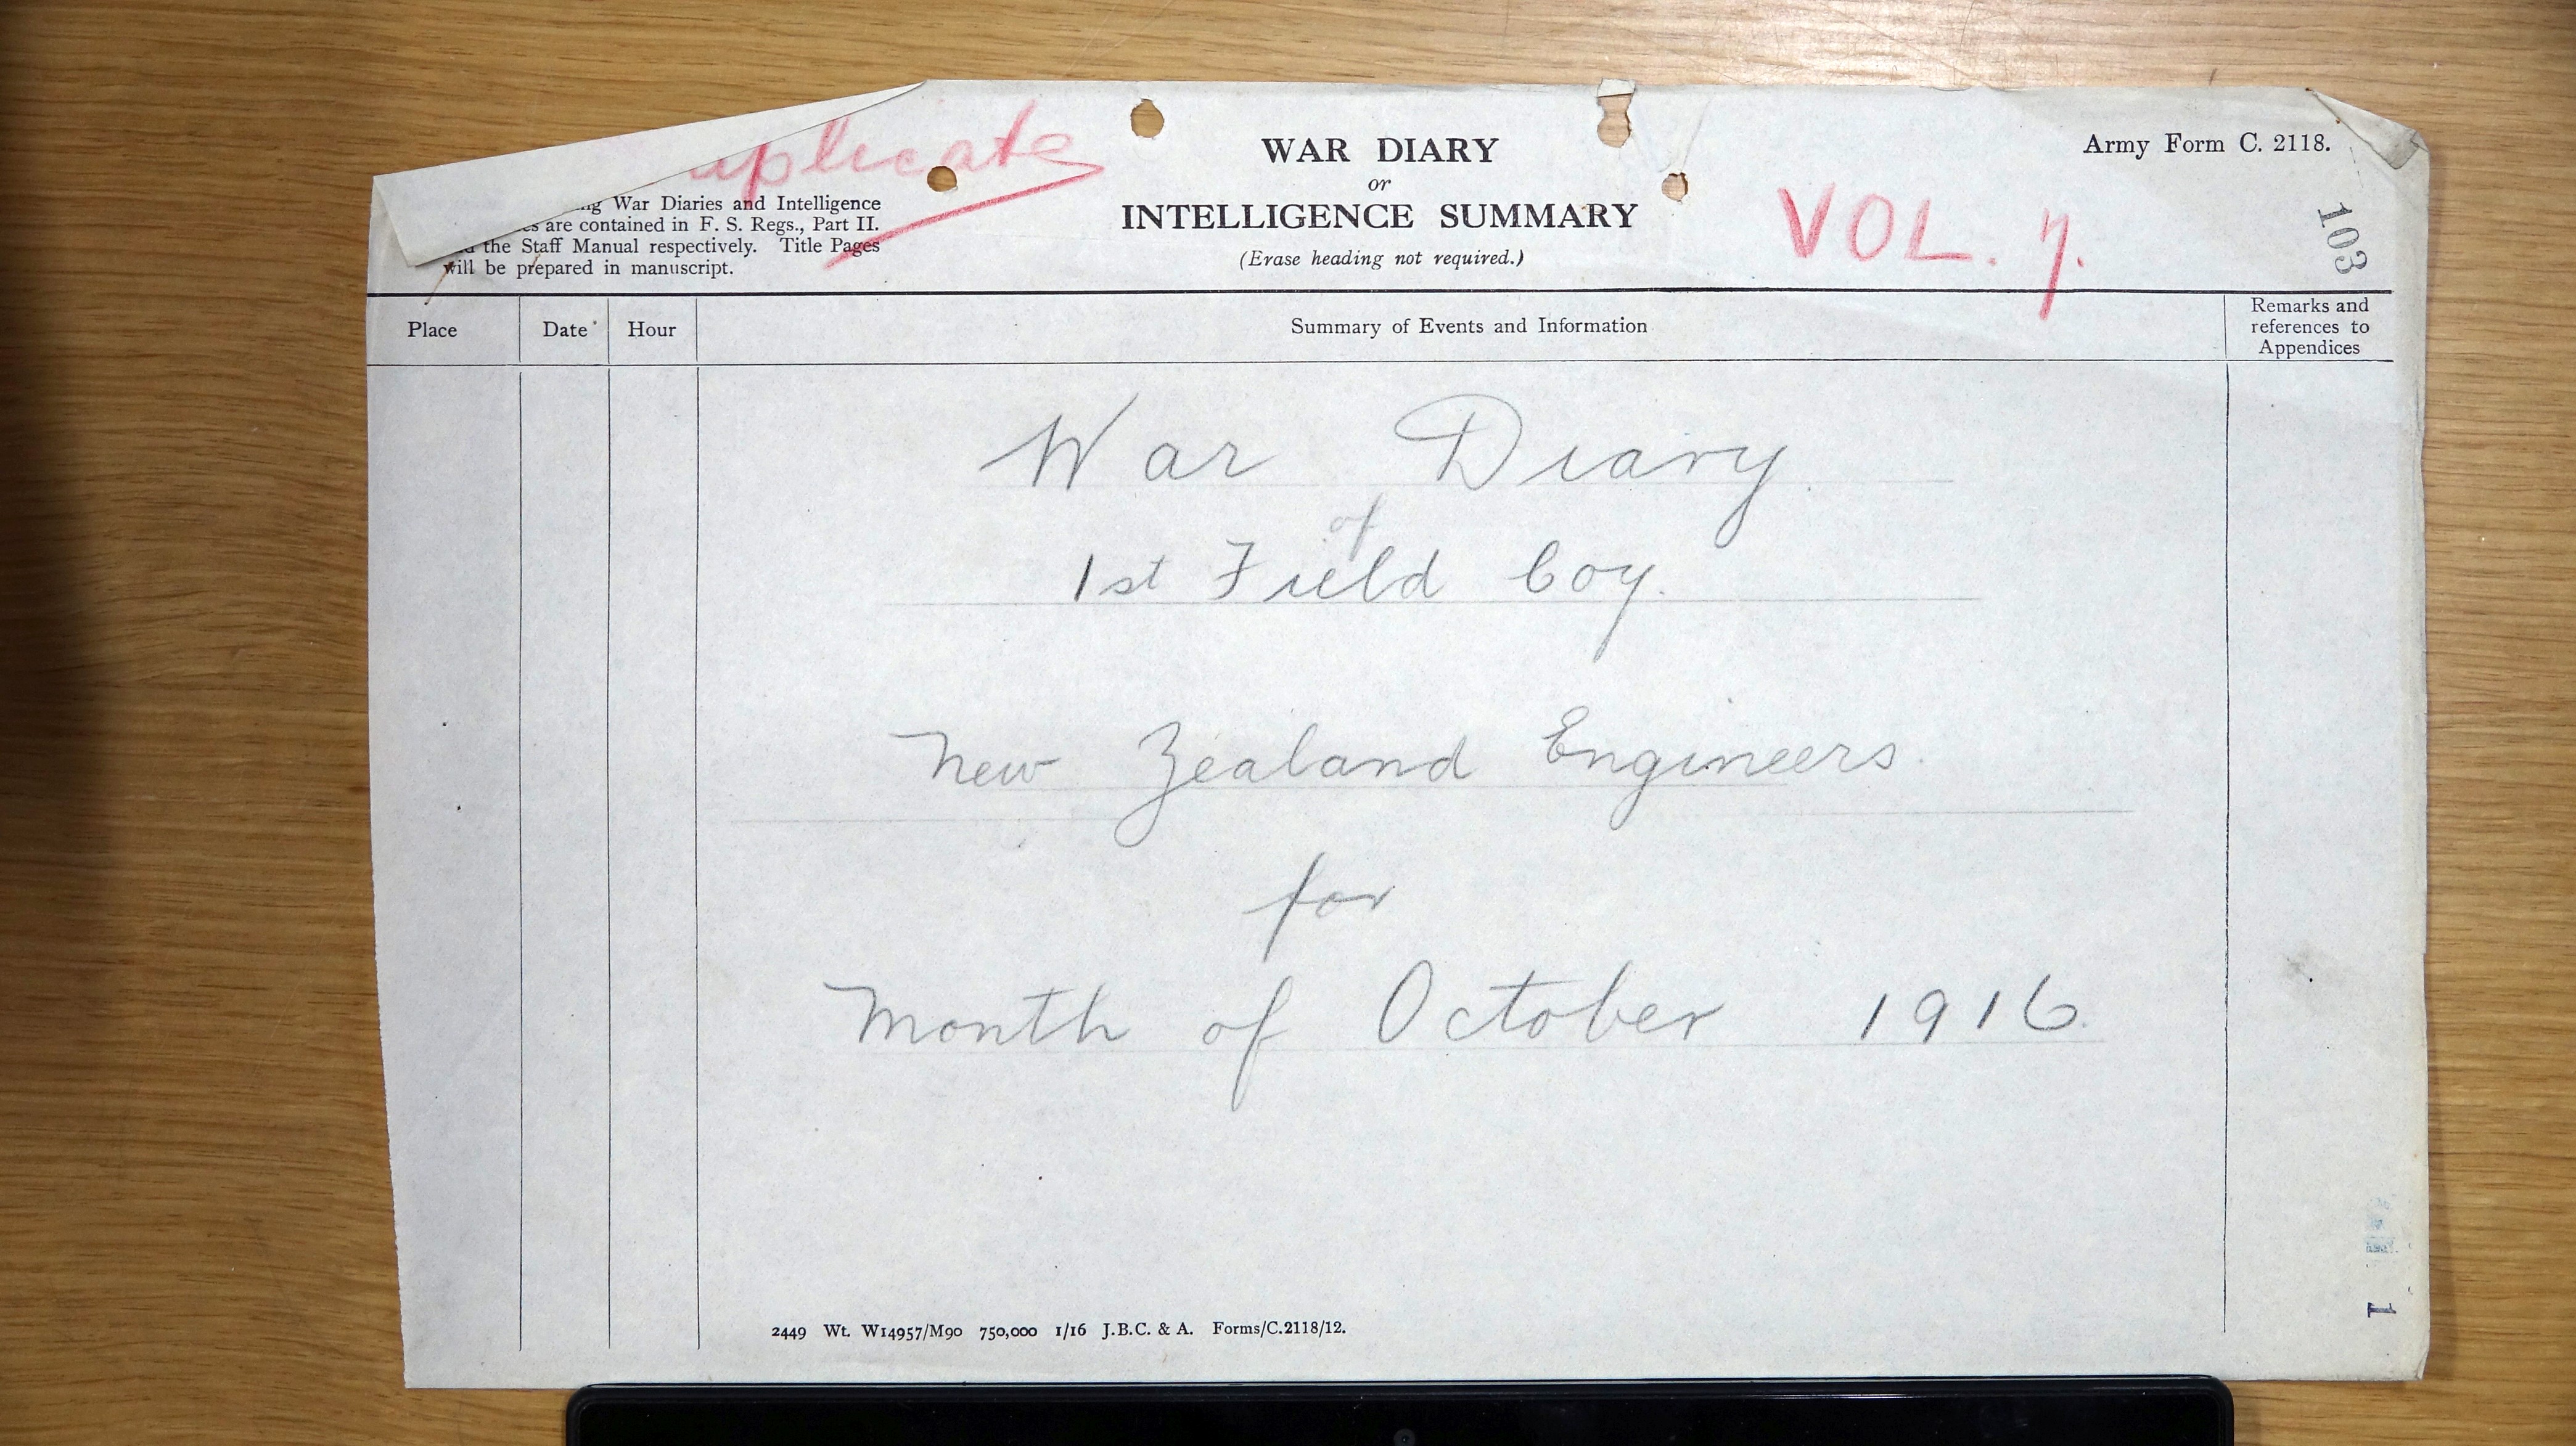 uplicate
WAR DIARY
or
INTELLIGENCE SUMMARY
(Erase heading not required.)
VOL. 7.
Army Form C. 2118.
103
War Diaries and Intelligence
are contained in F. S. Regs., Part II.
the Staff Manual respectively. Title Pages
will be prepared in manuscript.
Place
Date
Hour
Summary of Events and Information
Remarks and
references to
Appendices
War Diary
of
1st Field Coy.
New Zealand Engineers.
for
Month of October 1916.
2449 Wt. W14957/M90 750,000 1/16 J.B.C. & A. Forms/C.2118/12.
1